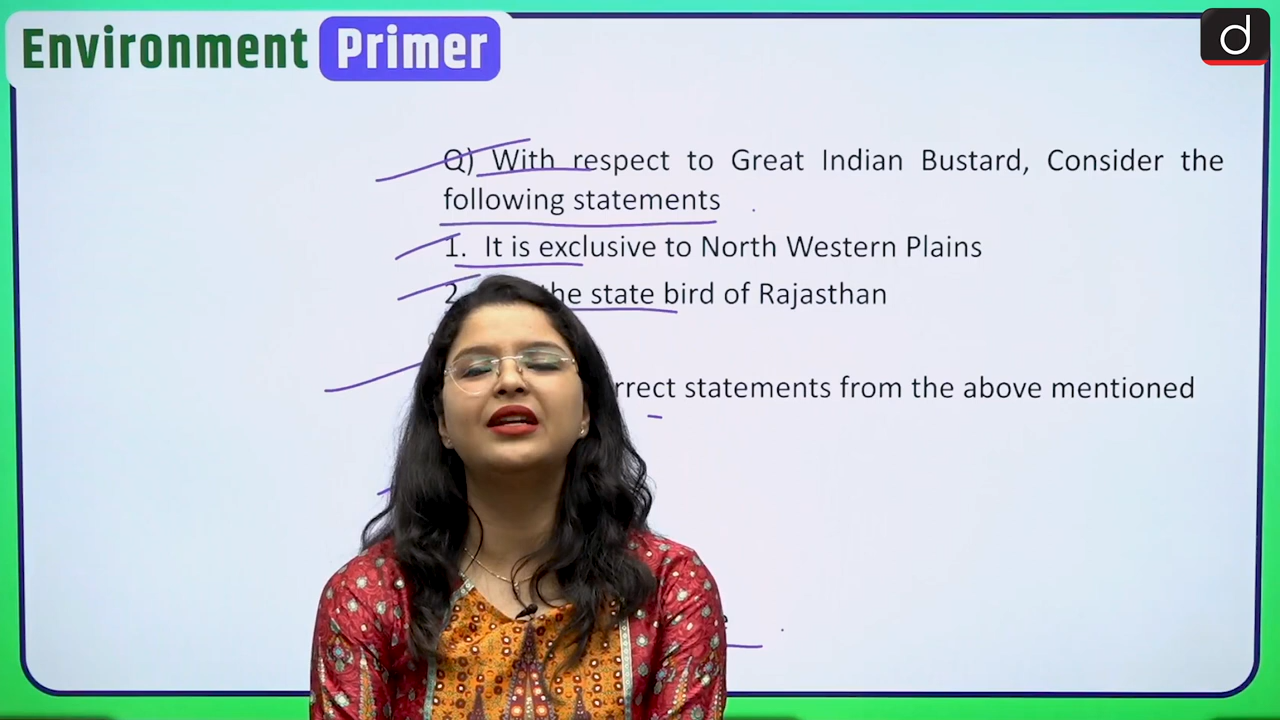 Environment Primer
d
Q) With respect to Great Indian Bustard, Consider the
following statements
1. It is exclusive to North Western Plains
2. the state bird of Rajasthan
statements from the above mentioned